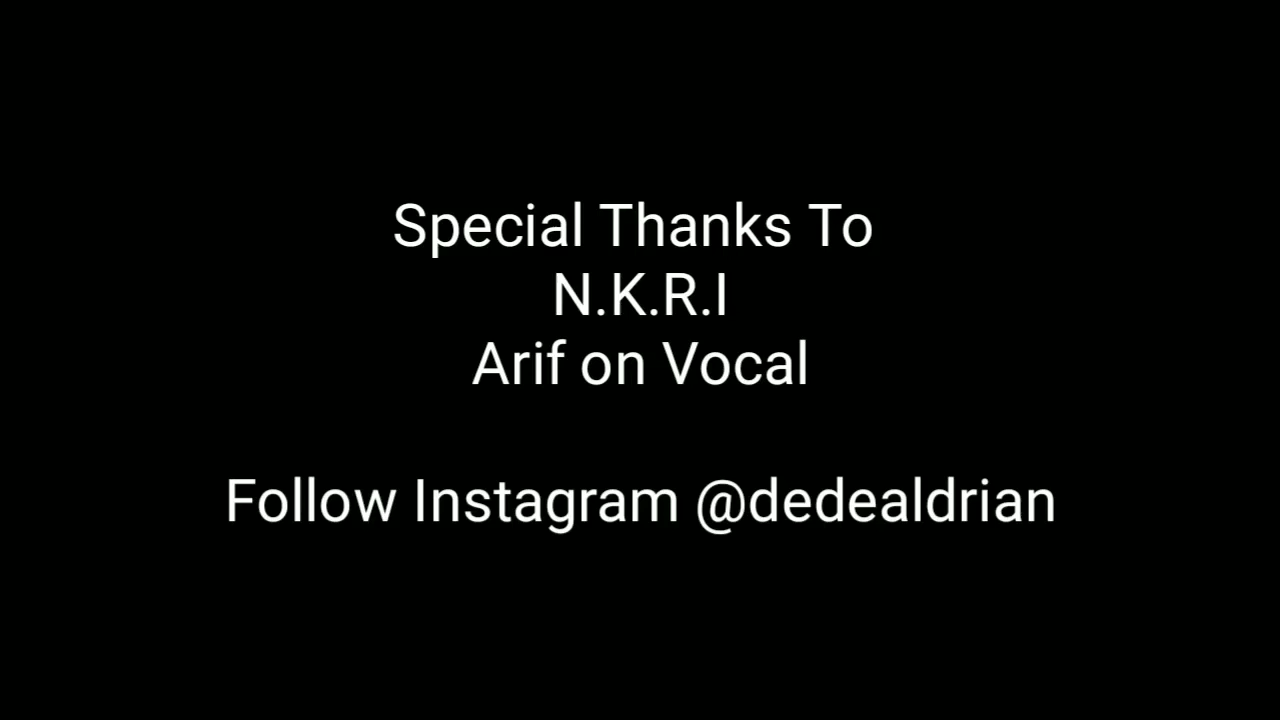 Special Thanks To
N.K.R.I
Arif on Vocal
Follow Instagram @dedealdrian